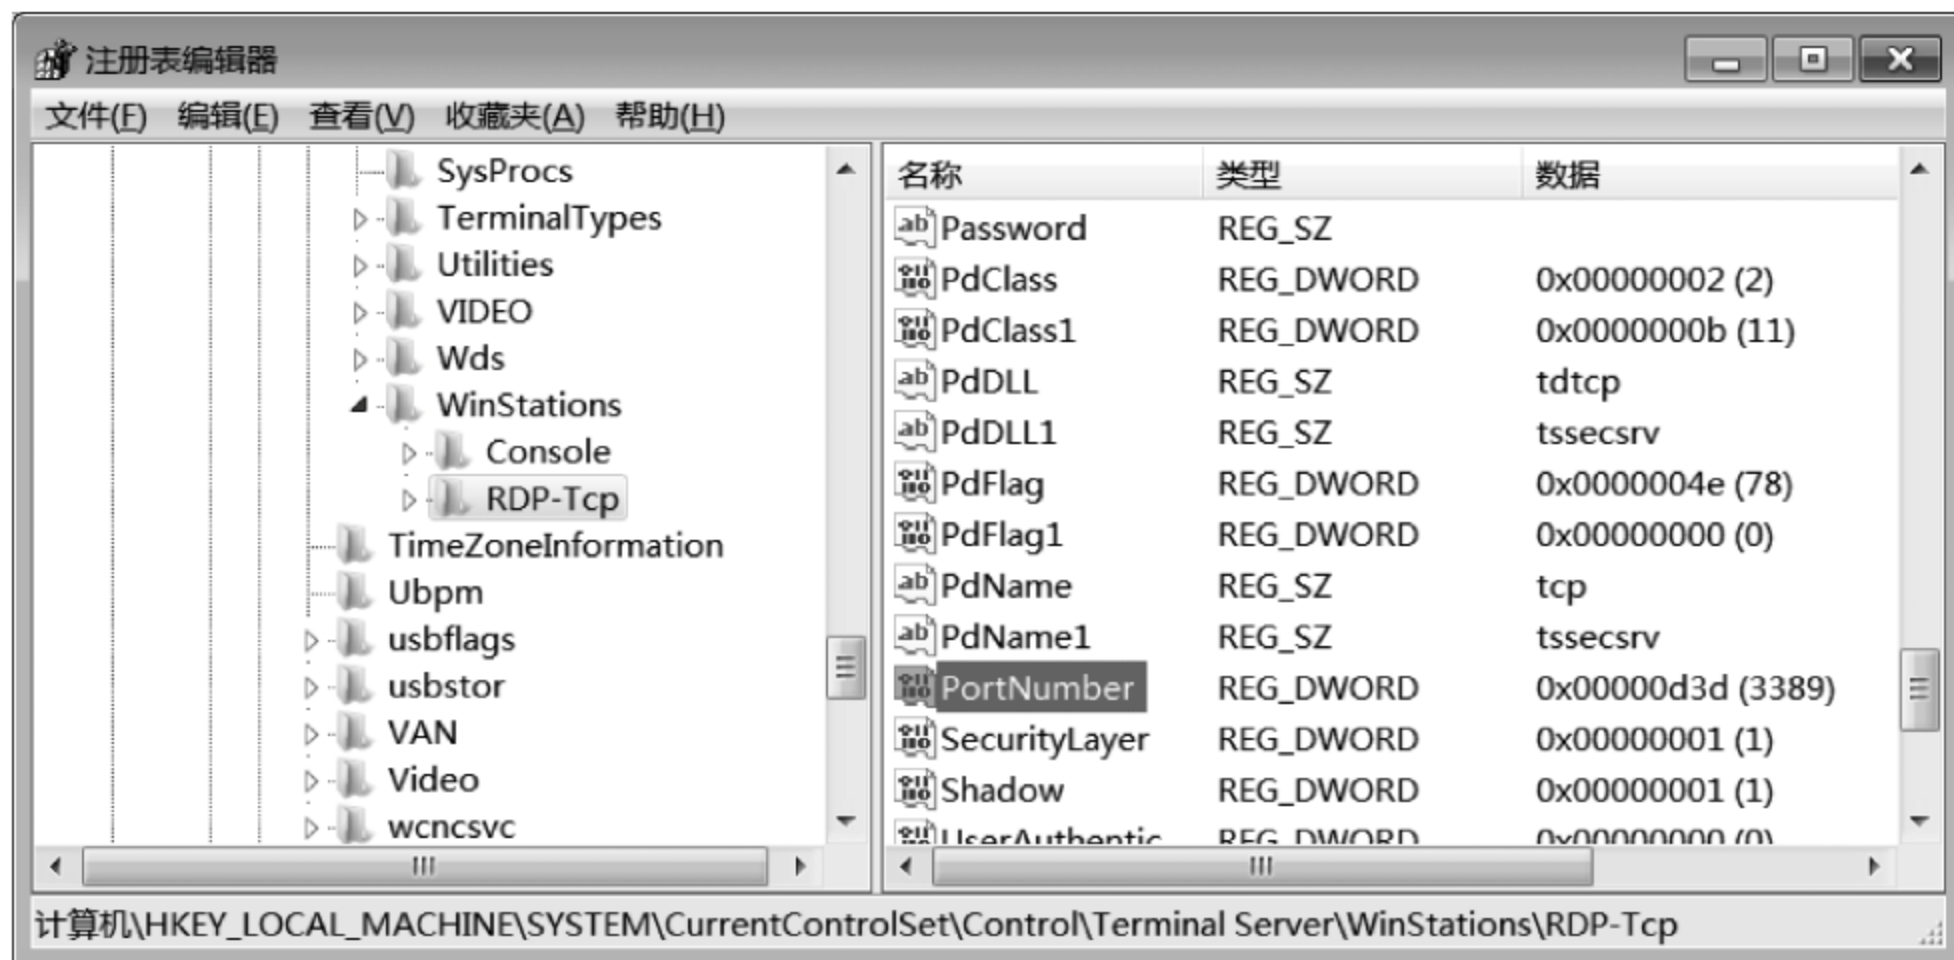 注册表编辑器
文件(F) 编辑(E) 查看(V) 收藏夹(A) 帮助(H)
SysProcs
TerminalTypes
Utilities
VIDEO
Wds
WinStations
Console
RDP-Tcp
TimeZoneInformation
Ubpm
usbflags
usbstor
VAN
Video
wcncsvc
名称 类型 数据
Password REG_SZ
PdClass REG_DWORD 0x00000002 (2)
PdClass1 REG_DWORD 0x0000000b (11)
PdDLL REG_SZ tdtcp
PdDLL1 REG_SZ tssecsrv
PdFlag REG_DWORD 0x0000004e (78)
PdFlag1 REG_DWORD 0x00000000 (0)
PdName REG_SZ tcp
PdName1 REG_SZ tssecsrv
PortNumber REG_DWORD 0x00000d3d (3389)
SecurityLayer REG_DWORD 0x00000001 (1)
Shadow REG_DWORD 0x00000001 (1)
UserAuthentic REG_DWORD 0x00000000 (0)
计算机\HKEY_LOCAL_MACHINE\SYSTEM\CurrentControlSet\Control\Terminal Server\WinStations\RDP-Tcp